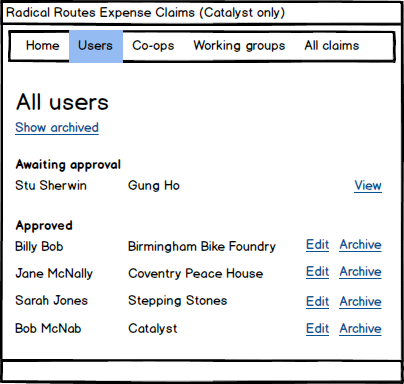 Radical Routes Expense Claims (Catalyst only)
Home Users Co-ops Working groups All claims
All users
Show archived
Awaiting approval
Stu Sherwin Gung Ho View
Approved
Billy Bob Birmingham Bike Foundry Edit Archive
Jane McNally Coventry Peace House Edit Archive
Sarah Jones Stepping Stones Edit Archive
Bob McNab Catalyst Edit Archive